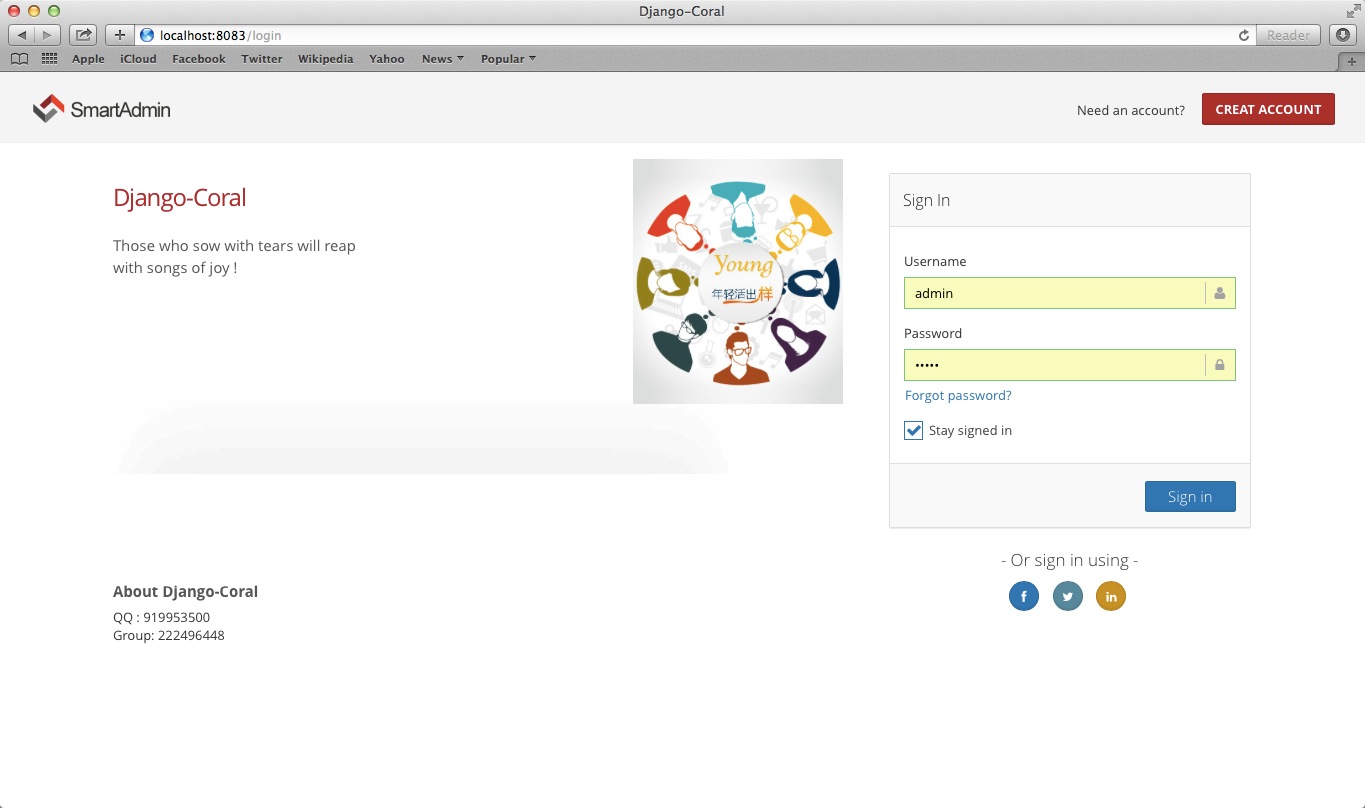 Django-Coral
localhost:8083/login
Reader
Apple iCloud Facebook Twitter Wikipedia Yahoo News Popular
SmartAdmin
Need an account? CREAT ACCOUNT
Django-Coral
Those who sow with tears will reap
with songs of joy !
Young
年轻活出样
Sign In
Username
admin
Password
•••••
Forgot password?
Stay signed in
Sign in
- Or sign in using -
f
in
About Django-Coral
QQ : 919953500
Group: 222496448